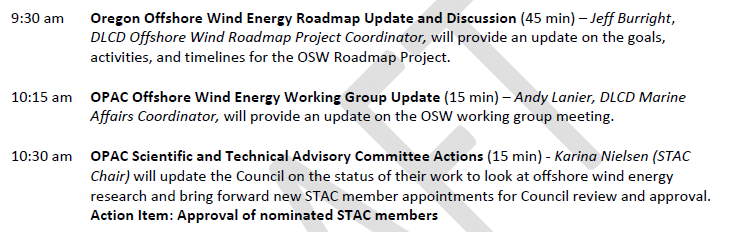 9:30 am Oregon Offshore Wind Energy Roadmap Update and Discussion (45 min) – Jeff Burright,
DLCD Offshore Wind Roadmap Project Coordinator, will provide an update on the goals,
activities, and timelines for the OSW Roadmap Project.
10:15 am OPAC Offshore Wind Energy Working Group Update (15 min) – Andy Lanier, DLCD Marine
Affairs Coordinator, will provide an update on the OSW working group meeting.
10:30 am OPAC Scientific and Technical Advisory Committee Actions (15 min) - Karina Nielsen (STAC
Chair) will update the Council on the status of their work to look at offshore wind energy
research and bring forward new STAC member appointments for Council review and approval.
Action Item: Approval of nominated STAC members